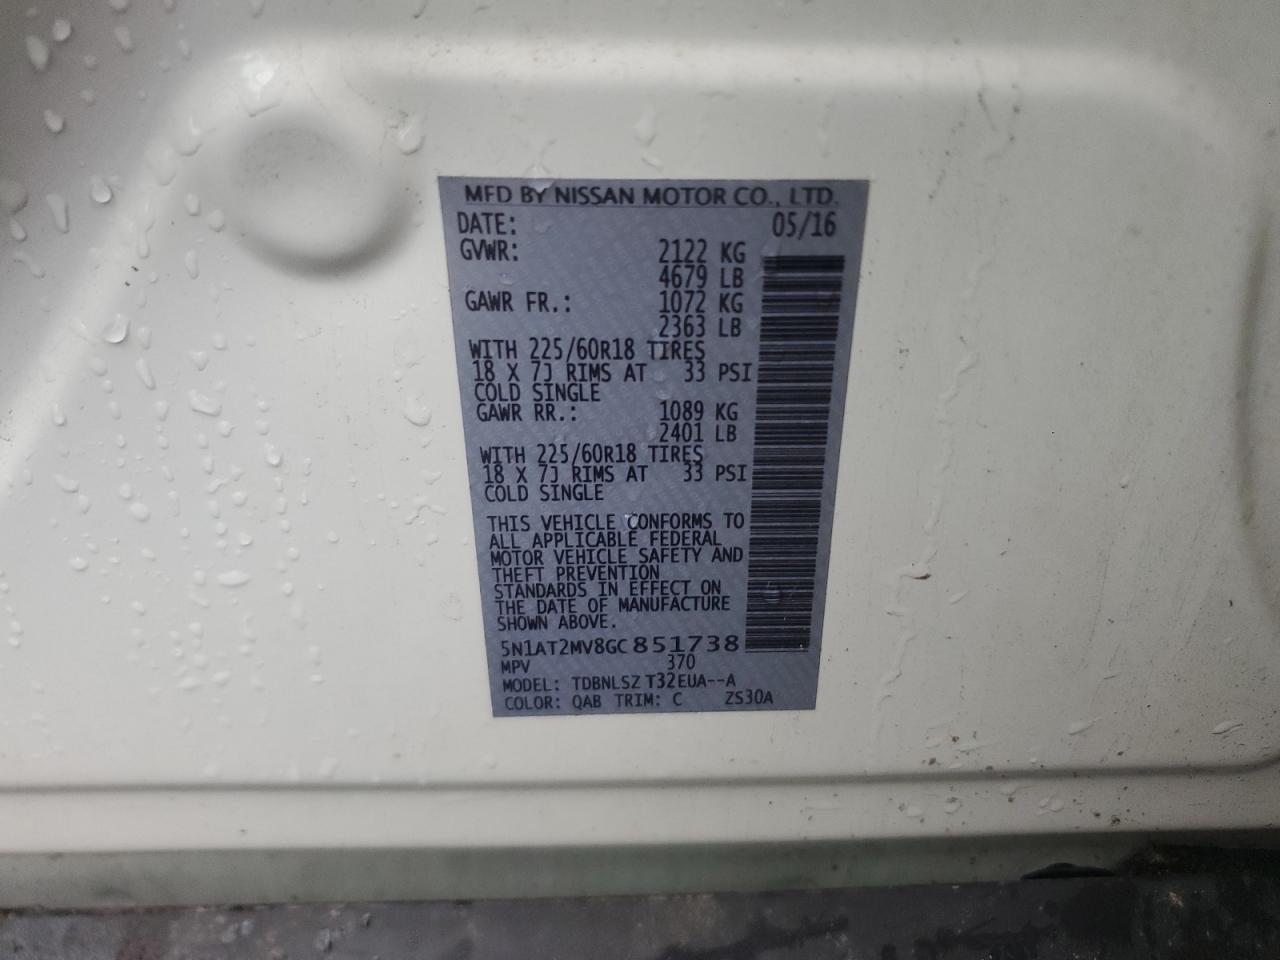 MFD BY NISSAN MOTOR CO., LTD.
DATE: 05/16
GVWR: 2122 KG
4679 LB
GAWR FR.: 1072 KG
2363 LB
WITH 225/60R18 TIRES
18 X 7J RIMS AT 33 PSI
COLD SINGLE
GAWR RR.: 1089 KG
2401 LB
WITH 225/60R18 TIRES
18 X 7J RIMS AT 33 PSI
COLD SINGLE
THIS VEHICLE CONFORMS TO
ALL APPLICABLE FEDERAL
MOTOR VEHICLE SAFETY AND
THEFT PREVENTION
STANDARDS IN EFFECT ON
THE DATE OF MANUFACTURE
SHOWN ABOVE.
5N1AT2MV8GC851738
MPV 370
MODEL: TDBNLSZ T32EUA--A
COLOR: QAB TRIM: C ZS30A